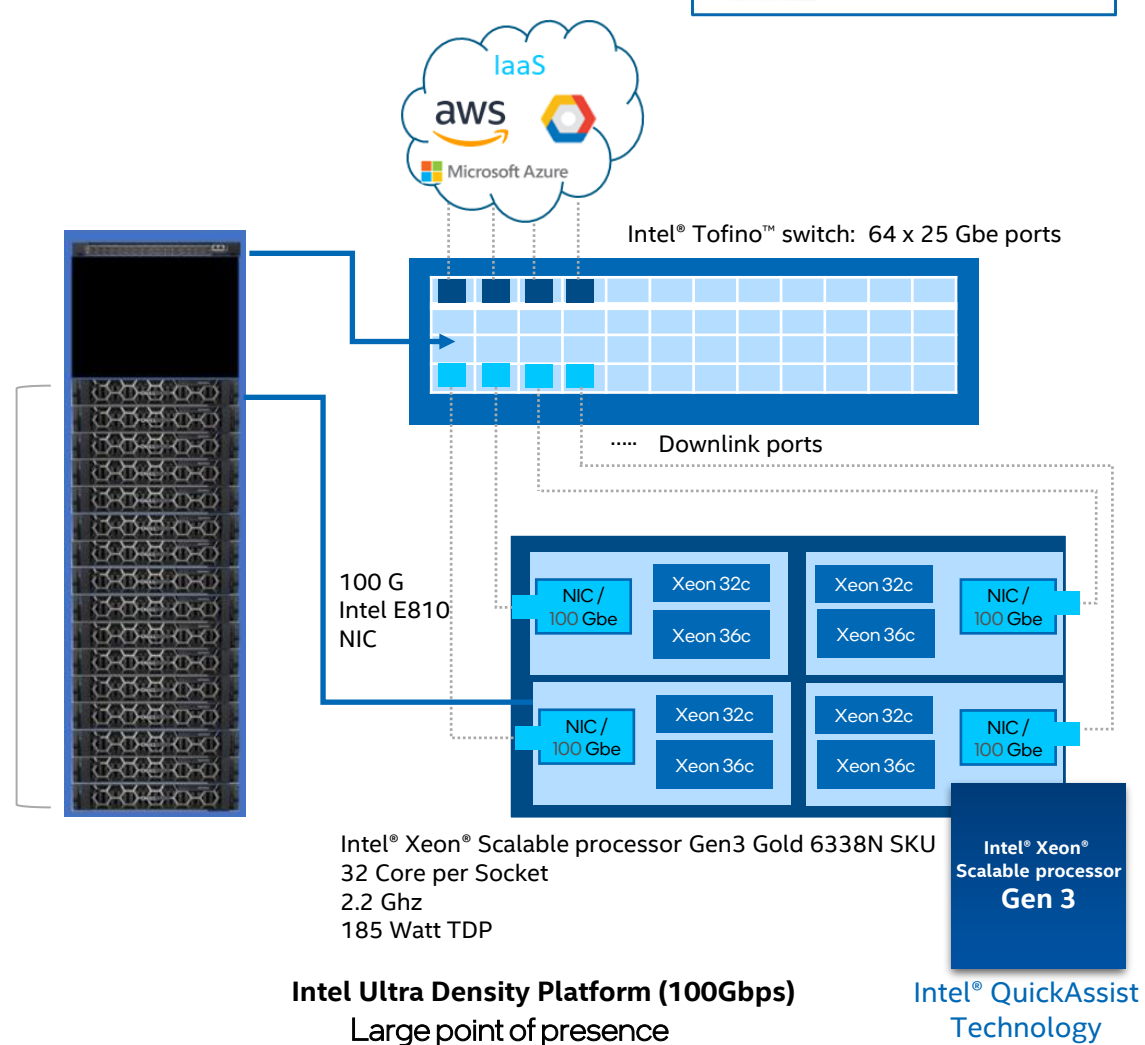 IaaS
aws
Microsoft Azure
Intel® Tofino™ switch: 64 x 25 Gbe ports
..... Downlink ports
100 G
Intel E810
NIC
NIC /
100 Gbe
Xeon 32c
Xeon 36c
Xeon 32c
Xeon 36c
NIC /
100 Gbe
NIC /
100 Gbe
Xeon 32c
Xeon 36c
Xeon 32c
Xeon 36c
NIC /
100 Gbe
Intel® Xeon® Scalable processor Gen3 Gold 6338N SKU
32 Core per Socket
2.2 Ghz
185 Watt TDP
Intel® Xeon®
Scalable processor
Gen 3
Intel Ultra Density Platform (100Gbps)
Large point of presence
Intel® QuickAssist
Technology